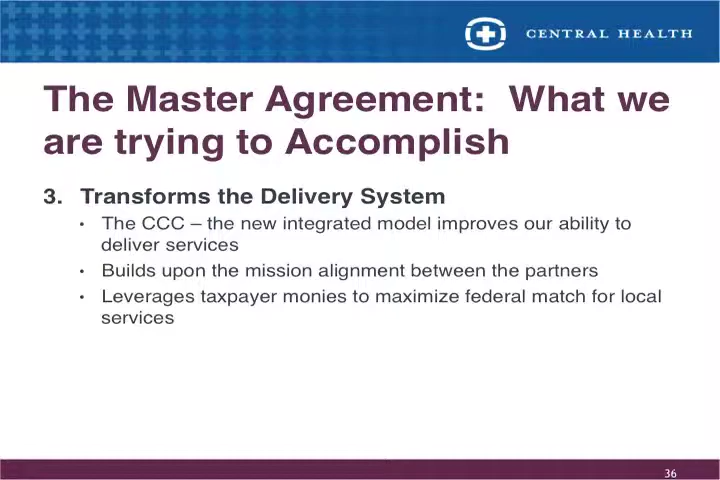 CENTRAL HEALTH
The Master Agreement:  What we
are trying to Accomplish
3. Transforms the Delivery System
• The CCC – the new integrated model improves our ability to
deliver services
• Builds upon the mission alignment between the partners
• Leverages taxpayer monies to maximize federal match for local
services
36